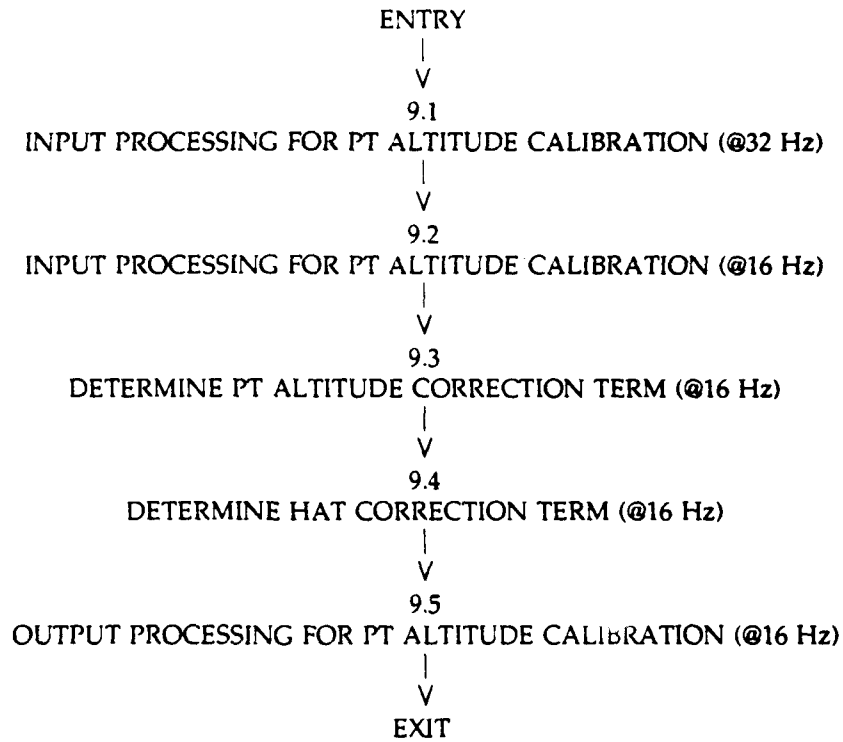 ENTRY
|
V
9.1
INPUT PROCESSING FOR PT ALTITUDE CALIBRATION (@32 Hz)
|
V
9.2
INPUT PROCESSING FOR PT ALTITUDE CALIBRATION (@16 Hz)
|
V
9.3
DETERMINE PT ALTITUDE CORRECTION TERM (@16 Hz)
|
V
9.4
DETERMINE HAT CORRECTION TERM (@16 Hz)
|
V
9.5
OUTPUT PROCESSING FOR PT ALTITUDE CALIBRATION (@16 Hz)
|
V
EXIT